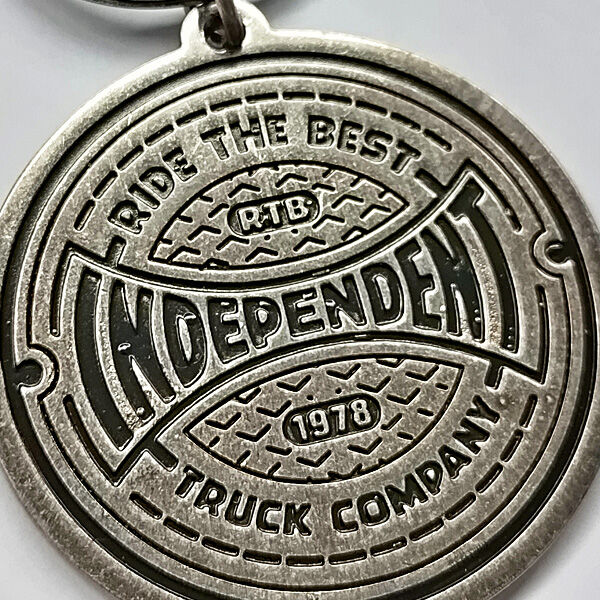 RIDE THE BEST
RTB
INDEPENDENT
1978
TRUCK COMPANY